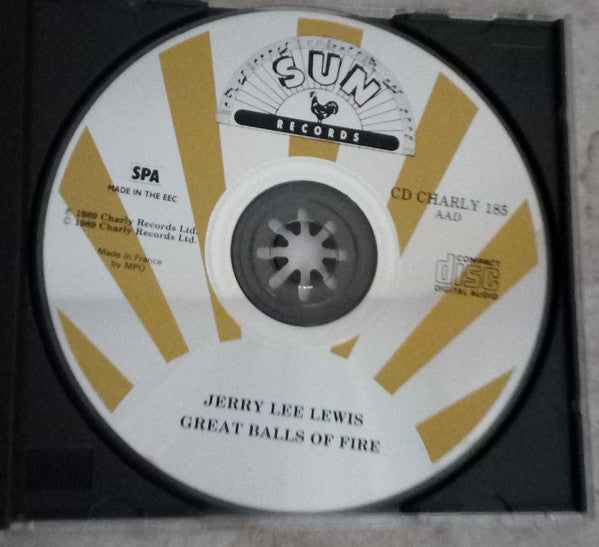 SUN
RECORDS
SPA
MADE IN THE EEC
℗ 1989 Charly Records Ltd.
© 1989 Charly Records Ltd.
Made in France
by MPO
CD CHARLY 185
AAD
COMPACT
disc
DIGITAL AUDIO
JERRY LEE LEWIS
GREAT BALLS OF FIRE